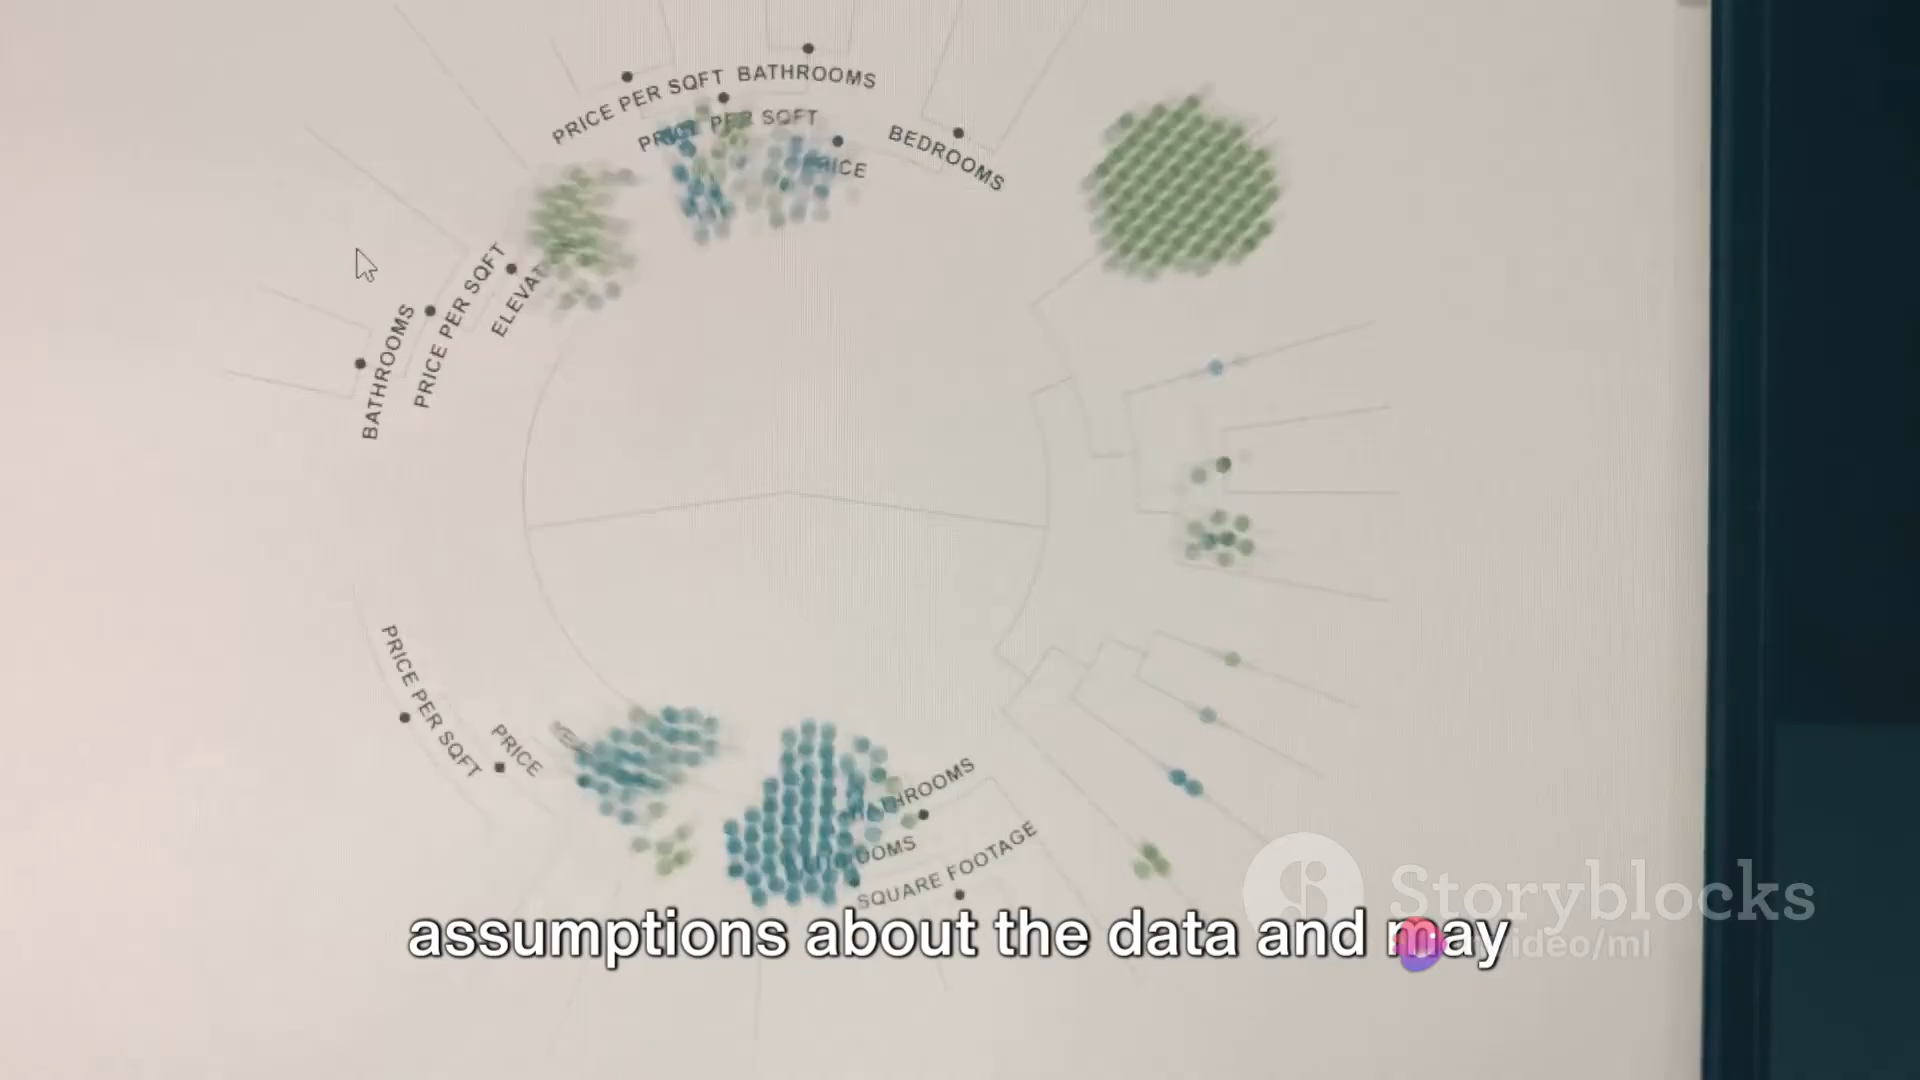 BATHROOMS
PRICE PER SQFT
PRICE PER SQFT
BEDROOMS
PRICE
PRICE PER SQFT
BATHROOMS
PRICE PER SQFT
PRICE
BATHROOMS
SQUARE FOOTAGE
Storyblocks
assumptions about the data and may